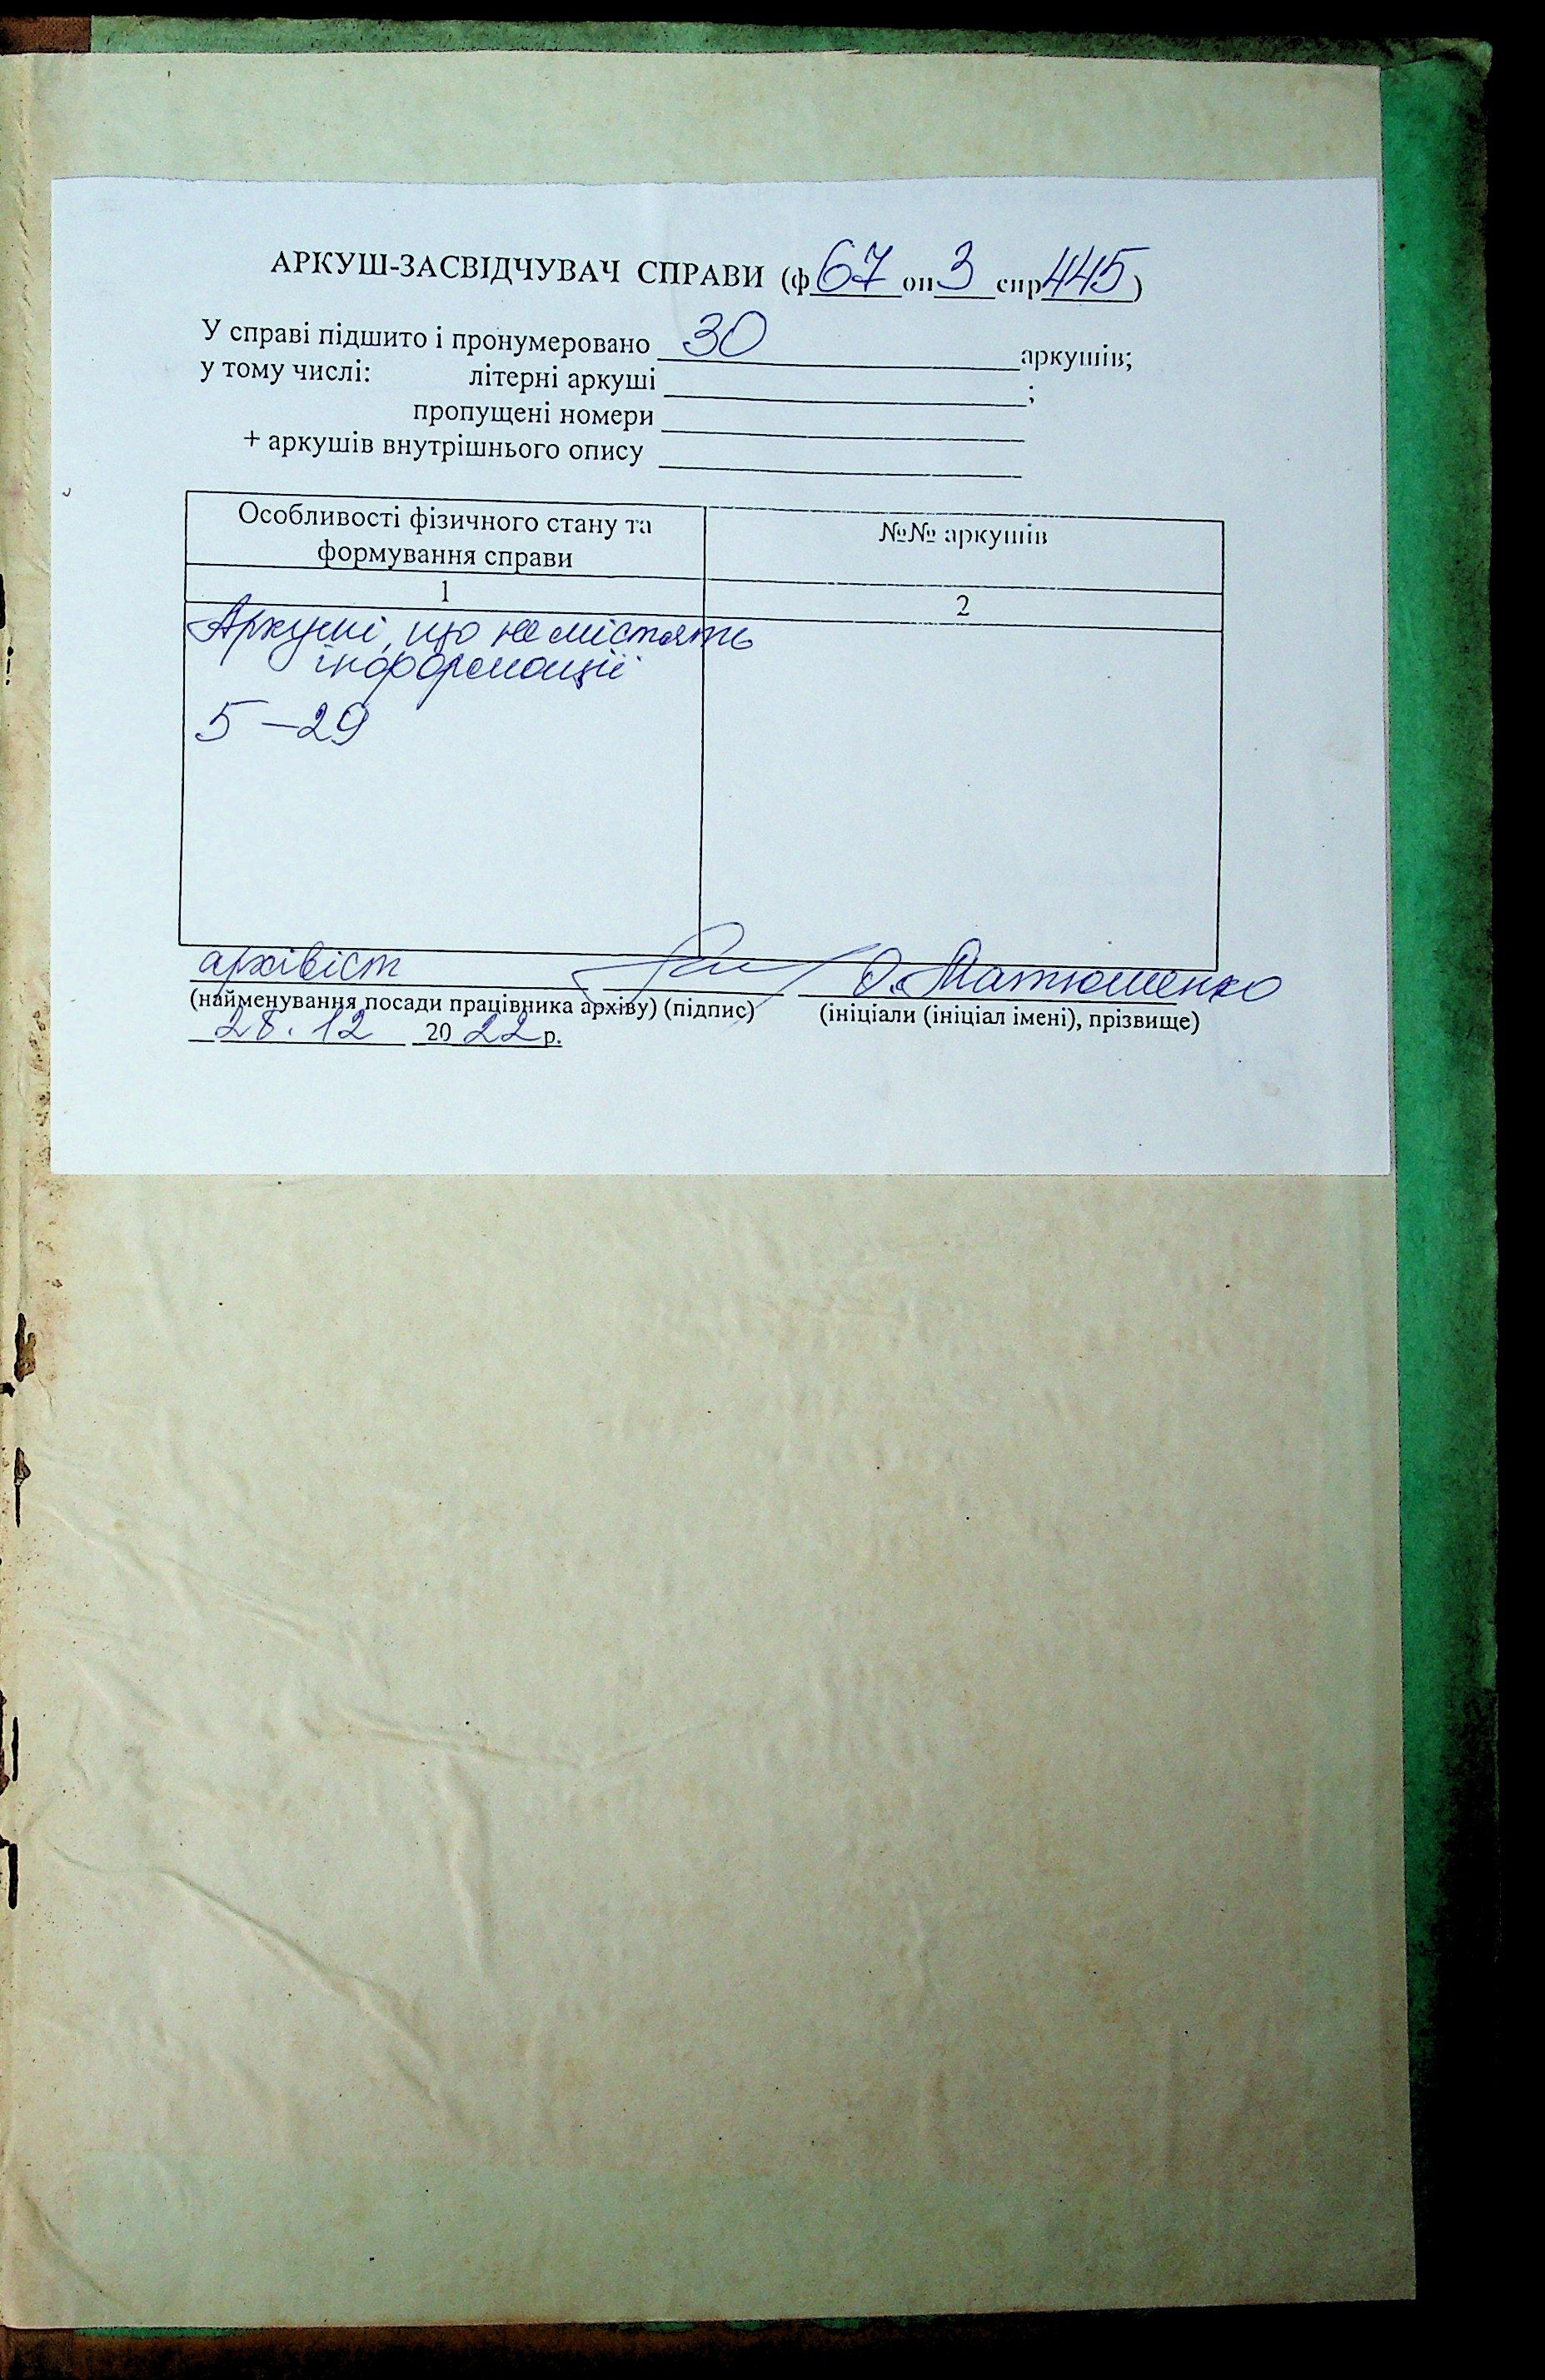 АРКУШ-ЗАСВІДЧУВАЧ СПРАВИ (ф 67 оп 3 спр 445)
У справі підшито і пронумеровано 30 аркушів;
у тому числі: літерні аркуші ;
пропущені номери
+ аркушів внутрішнього опису
Особливості фізичного стану та №№ аркушів
формування справи
1 2
Аркуші, що не містять
інформації
5 – 29
архівіст О. Матюшенко
(найменування посади працівника архіву) (підпис) (ініціали (ініціал імені), прізвище)
28.12 2022 р.